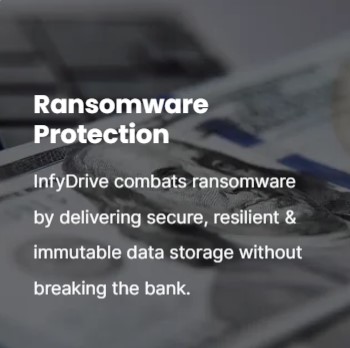 Ransomware
Protection
InfyDrive combats ransomware
by delivering secure, resilient &
immutable data storage without
breaking the bank.